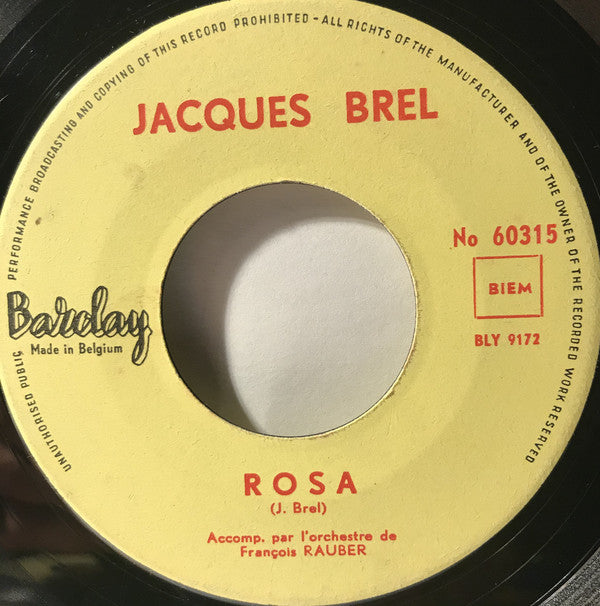 UNAUTHORISED PUBLIC PERFORMANCE BROADCASTING AND COPYING OF THIS RECORD PROHIBITED - ALL RIGHTS OF THE MANUFACTURER AND OF THE OWNER OF THE RECORDED WORK RESERVED
JACQUES BREL
No 60315
BIEM
BLY 9172
Barclay
Made in Belgium
ROSA
(J. Brel)
Accomp. par l'orchestre de
François RAUBER